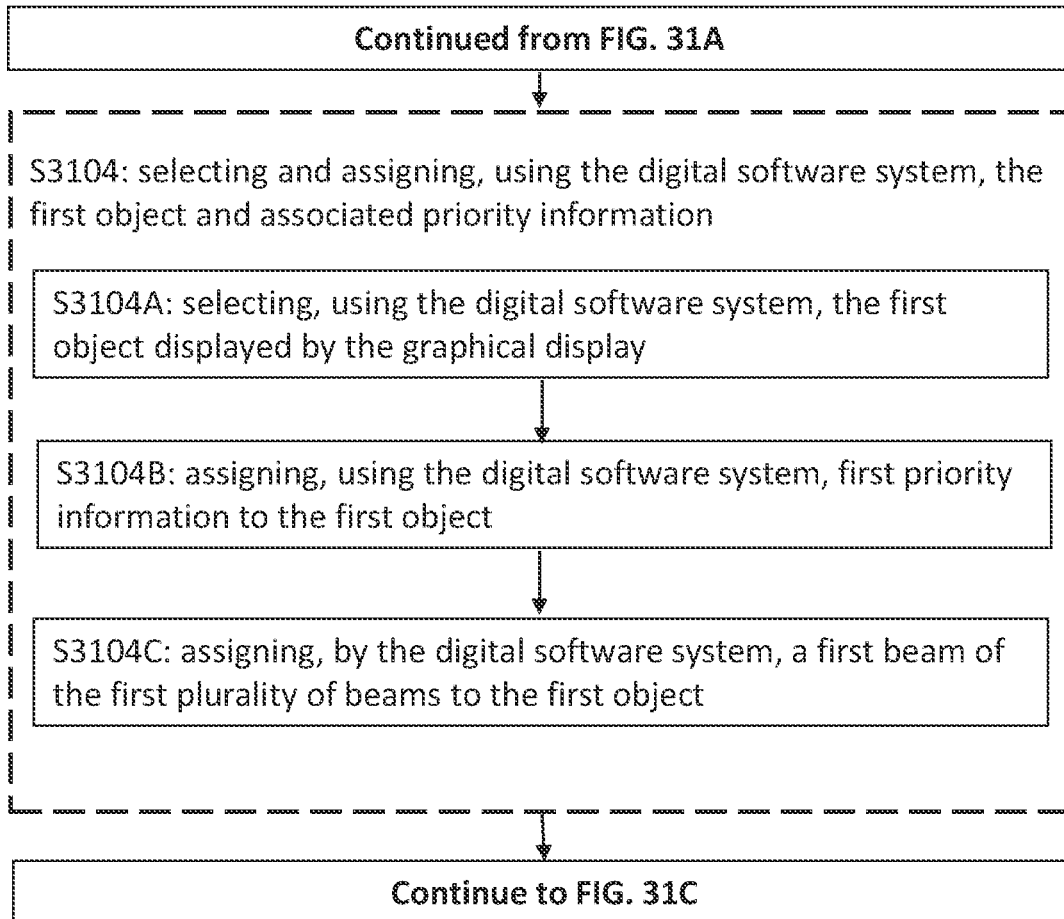 Continued from FIG. 31A
S3104: selecting and assigning, using the digital software system, the
first object and associated priority information
S3104A: selecting, using the digital software system, the first
object displayed by the graphical display
S3104B: assigning, using the digital software system, first priority
information to the first object
S3104C: assigning, by the digital software system, a first beam of
the first plurality of beams to the first object
Continue to FIG. 31C